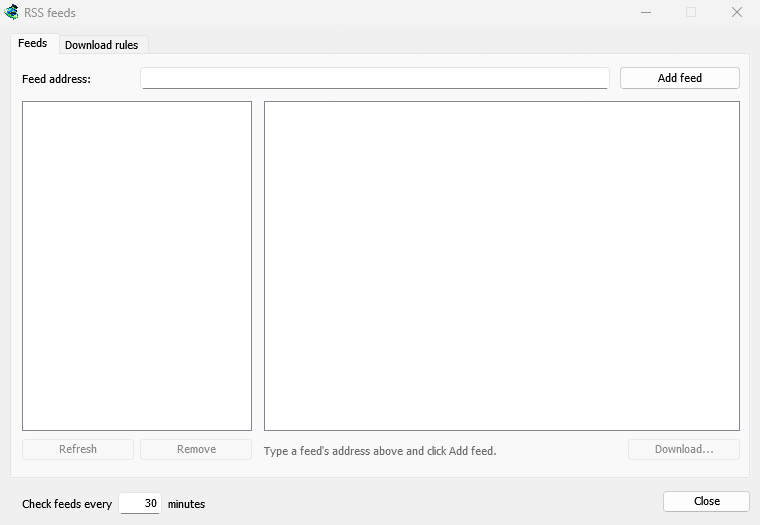 RSS feeds
Feeds
Download rules
Feed address:
Add feed
Refresh
Remove
Type a feed's address above and click Add feed.
Download...
Check feeds every 30 minutes
Close